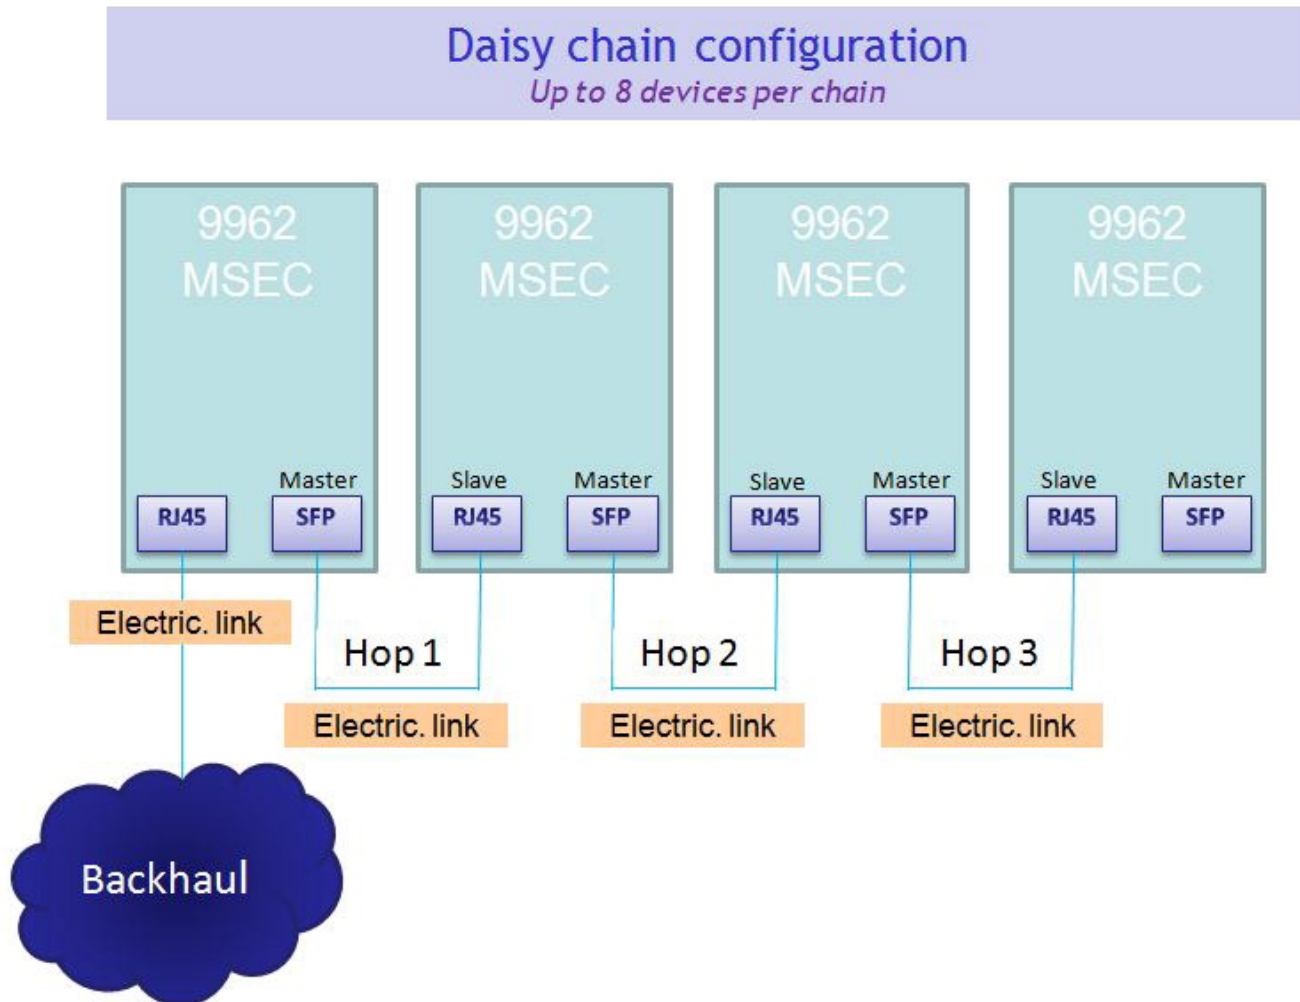 Daisy chain configuration
Up to 8 devices per chain
9962
MSEC
9962
MSEC
9962
MSEC
9962
MSEC
Master
Slave
Master
Slave
Master
Slave
Master
RJ45
SFP
RJ45
SFP
RJ45
SFP
RJ45
SFP
Electric. link
Hop 1
Hop 2
Hop 3
Electric. link
Electric. link
Electric. link
Backhaul